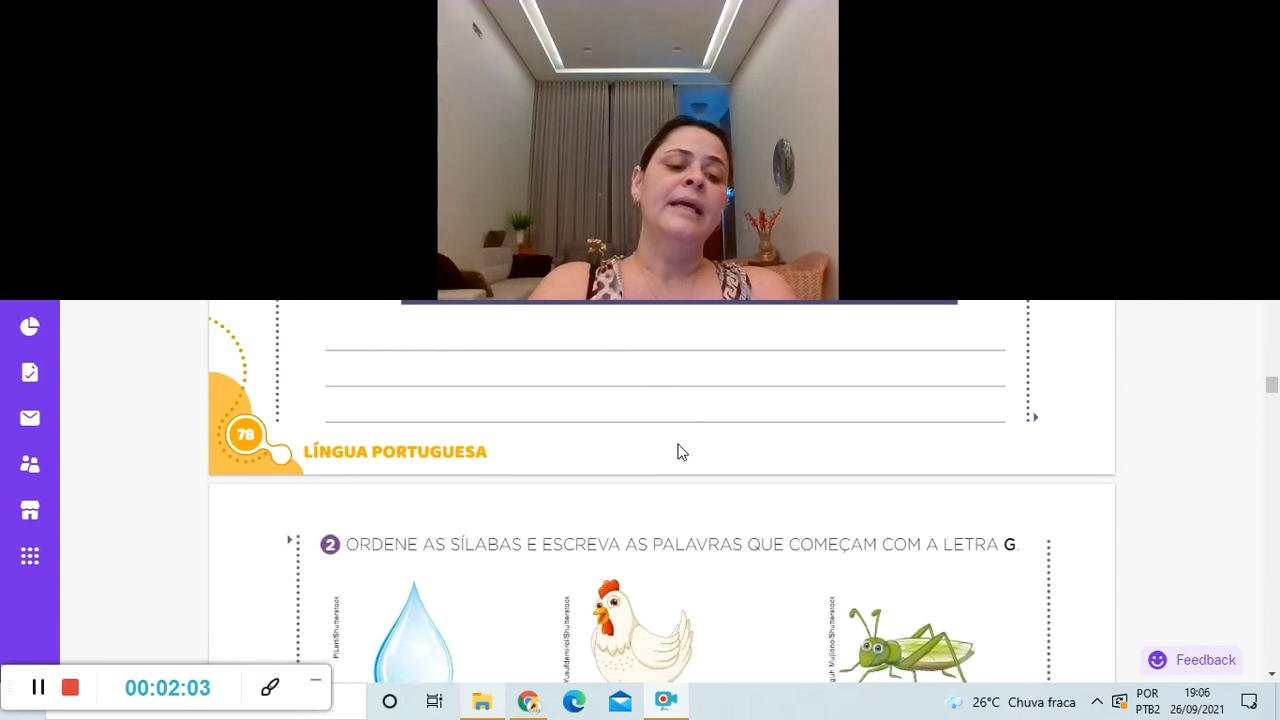 78
LÍNGUA PORTUGUESA
2 ORDENE AS SÍLABAS E ESCREVA AS PALAVRAS QUE COMEÇAM COM A LETRA G.
Feedback
00:02:03
26°C Chuva fraca
POR
PTB2
19:06
26/09/2021